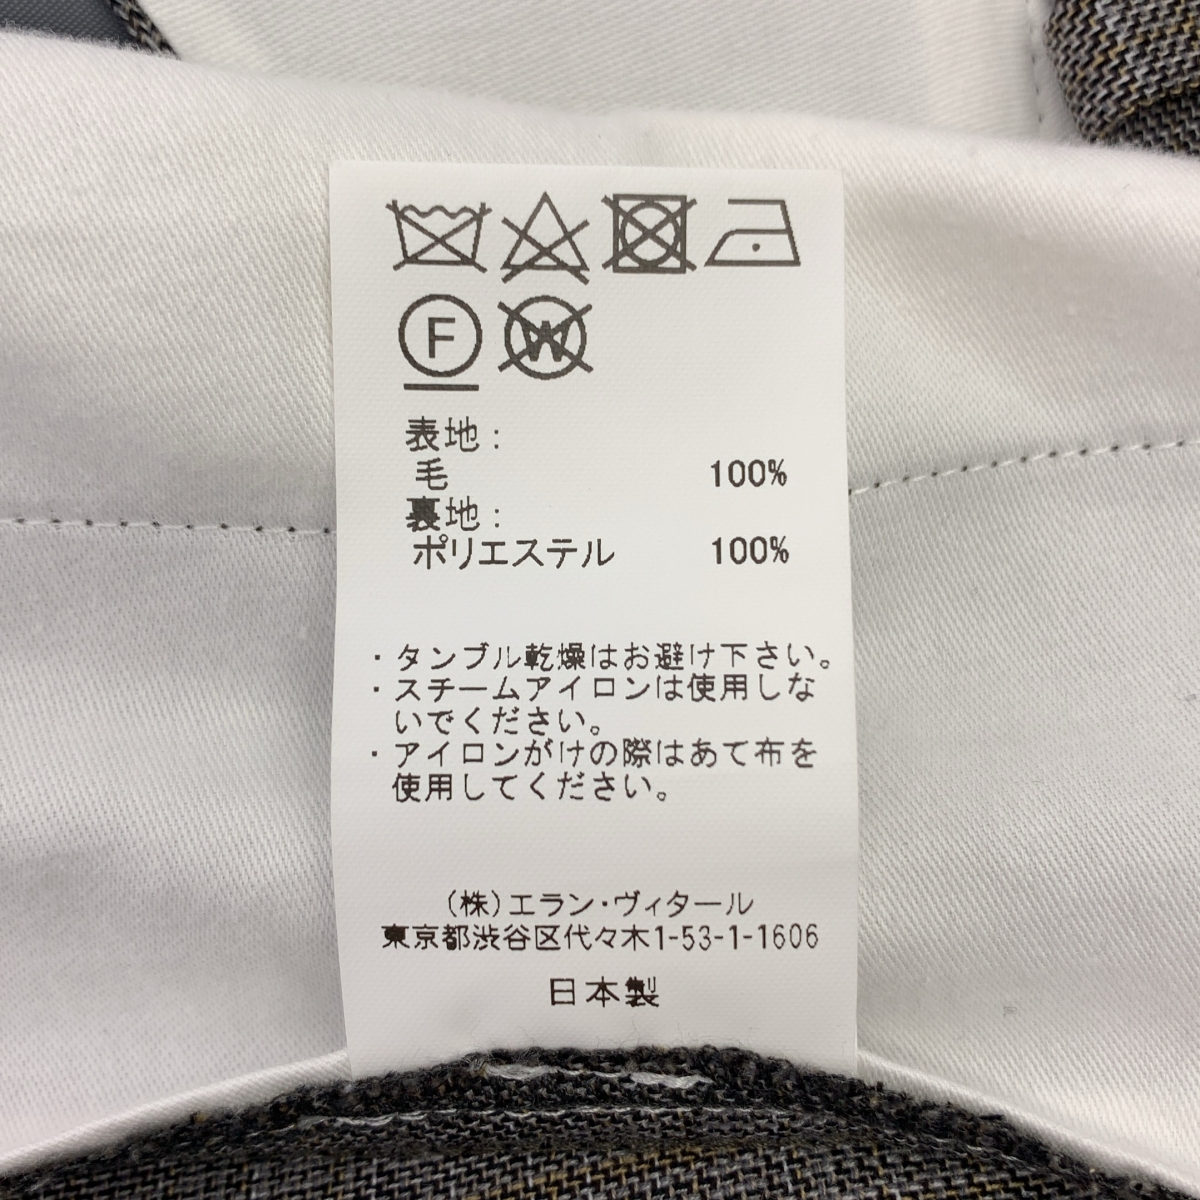 F W
表地:
毛 100%
裏地:
ポリエステル 100%
・タンブル乾燥はお避け下さい。
・スチームアイロンは使用しな
いでください。
・アイロンがけの際はあて布を
使用してください。
(株)エラン・ヴィタール
東京都渋谷区代々木1-53-1-1606
日本製